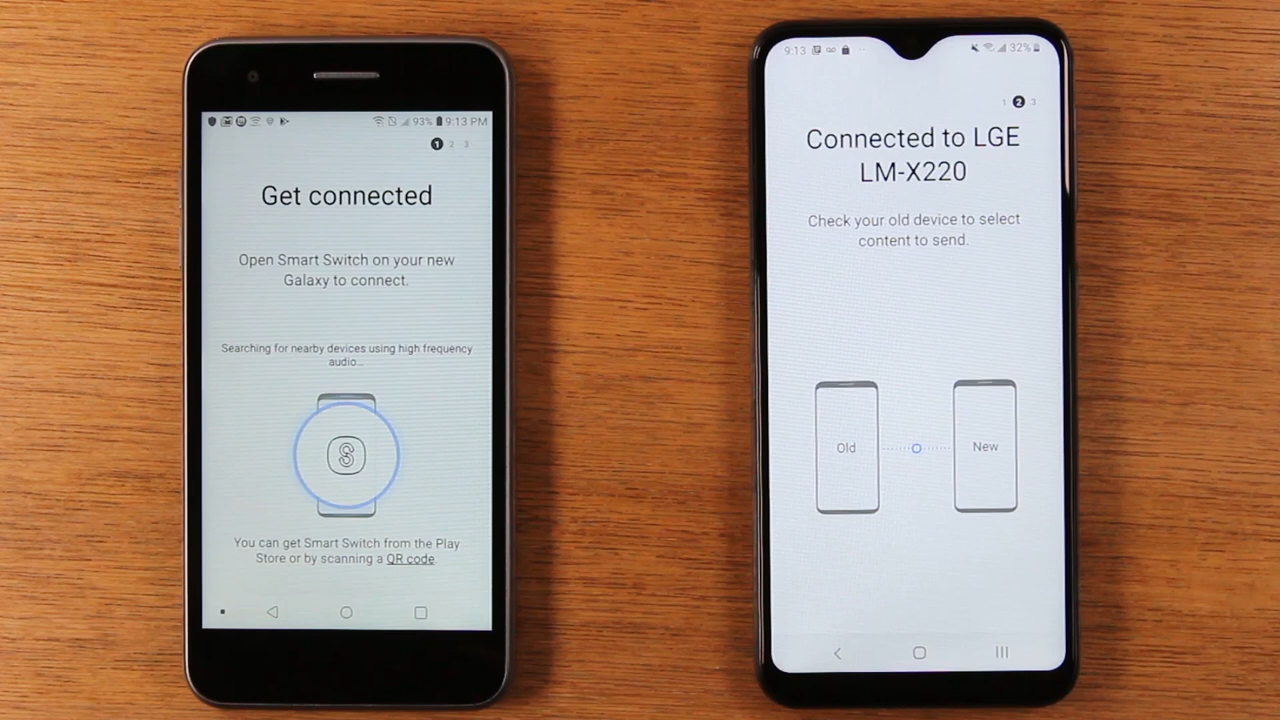 93% 9:13 PM
1 2 3
Get connected
Open Smart Switch on your new
Galaxy to connect.
Searching for nearby devices using high frequency
audio...
S
You can get Smart Switch from the Play
Store or by scanning a QR code.
9:13 32%
1 2 3
Connected to LGE
LM-X220
Check your old device to select
content to send.
Old New